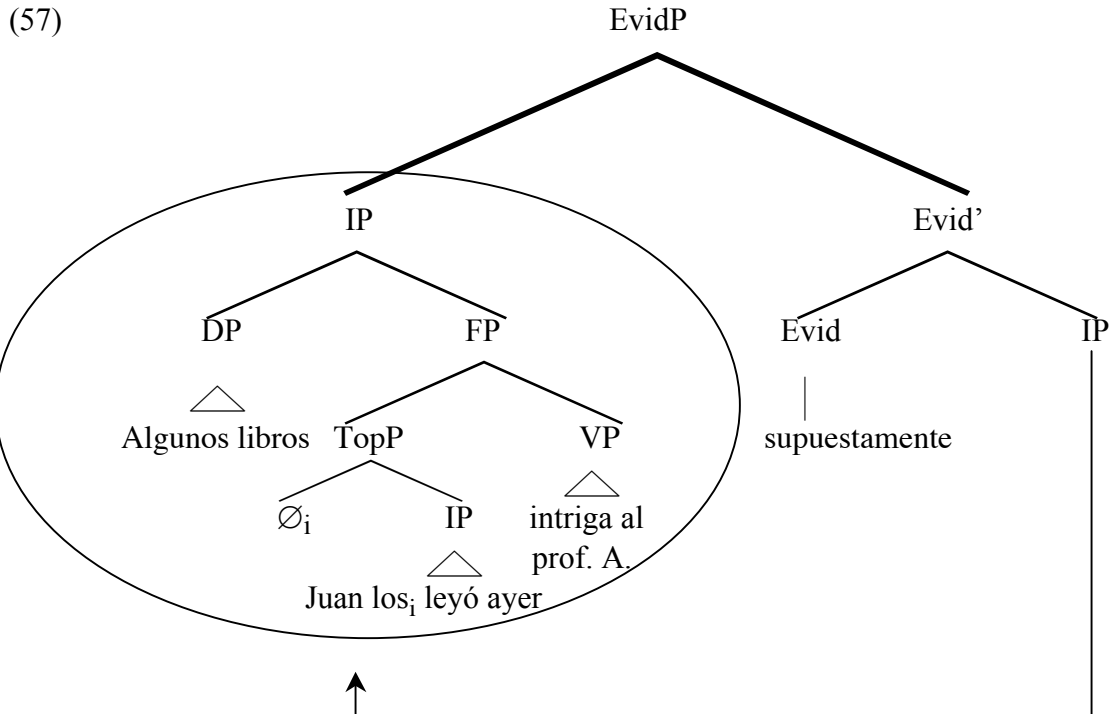 (57)
EvidP
IP Evid’
DP FP Evid IP
Algunos libros TopP VP supuestamente
∅i IP intriga al
prof. A.
Juan losi leyó ayer